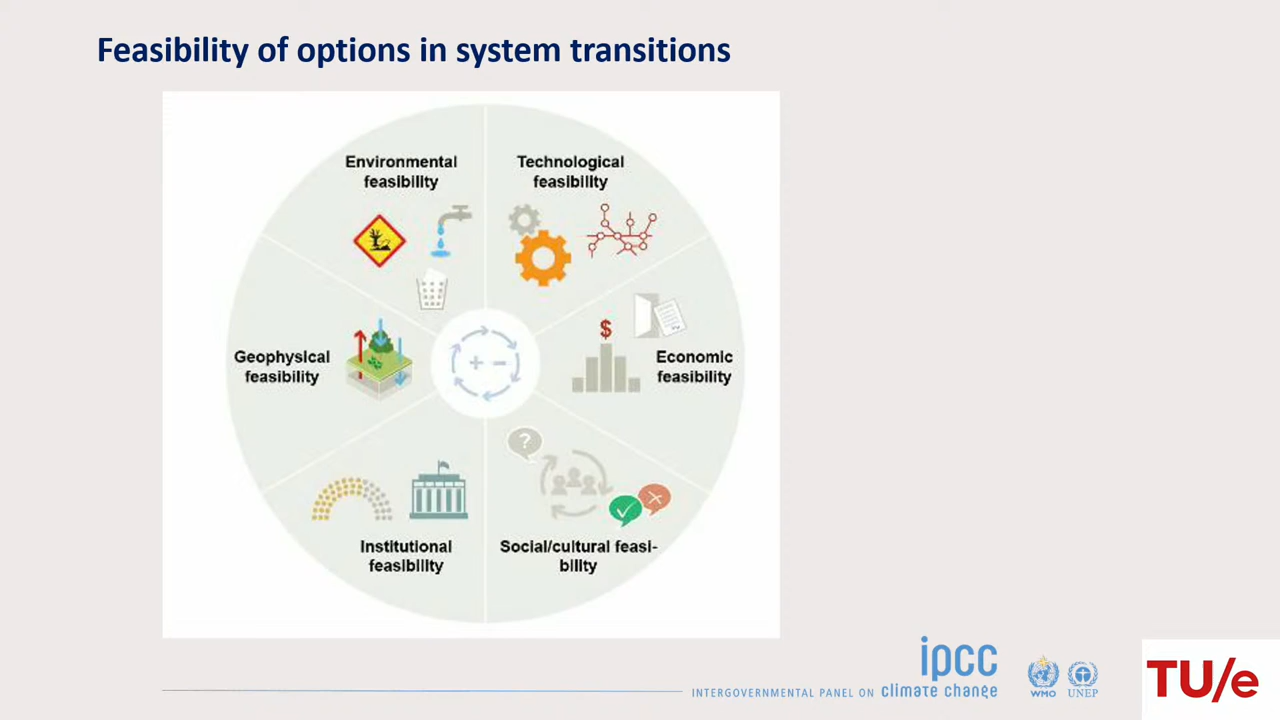 Feasibility of options in system transitions
Environmental
feasibility
Technological
feasibility
Geophysical
feasibility
$
Economic
feasibility
+ −
?
Institutional
feasibility
Social/cultural feasi-
bility
ipcc
INTERGOVERNMENTAL PANEL ON climate change
WMO
UNEP
TU/e